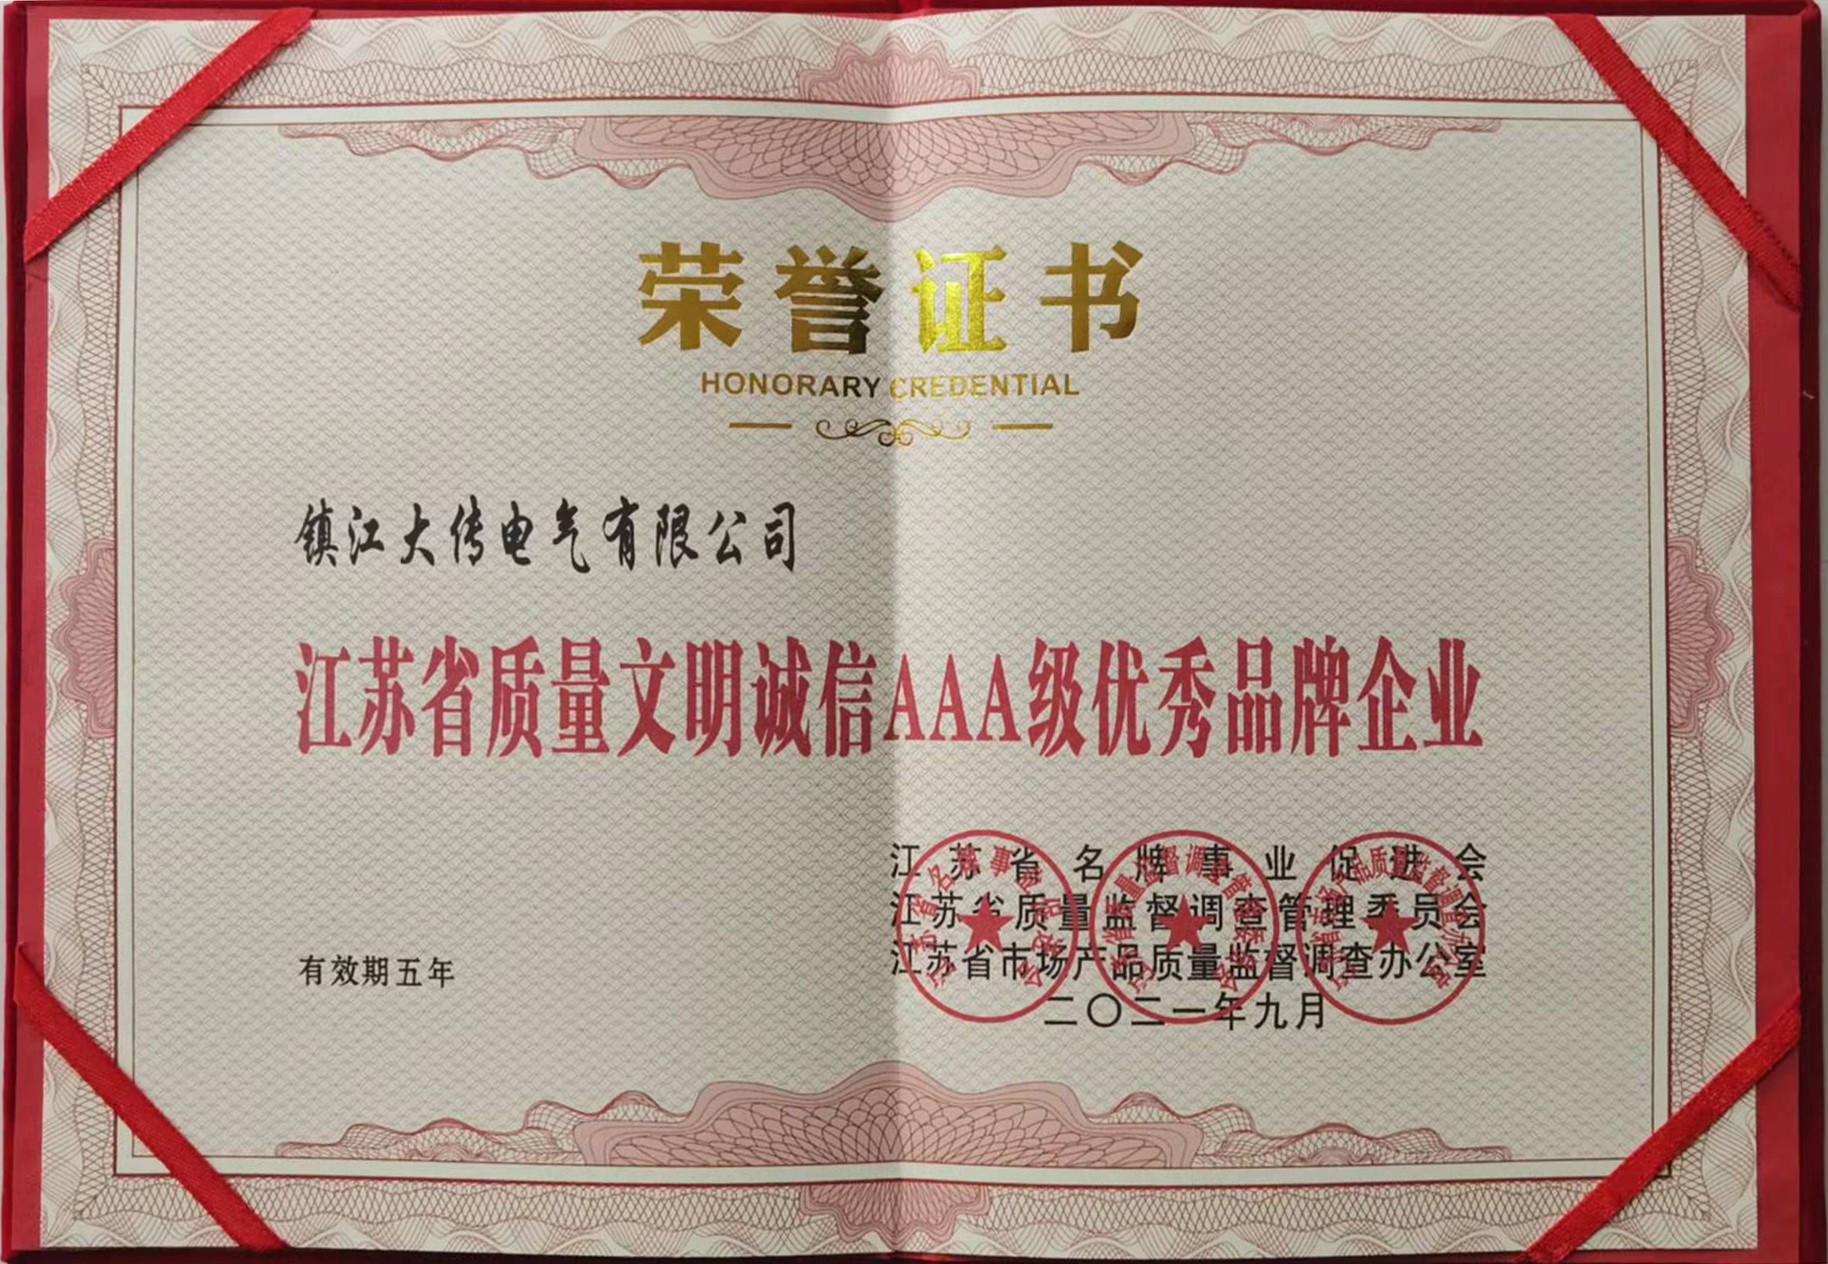 荣誉证书
HONORARY CREDENTIAL
镇江大传电气有限公司
江苏省质量文明诚信AAA级优秀品牌企业
江苏省名牌事业促进会
江苏省质量监督调查管理委员会
江苏省市场产品质量监督调查办公室
有效期五年
二〇二一年九月